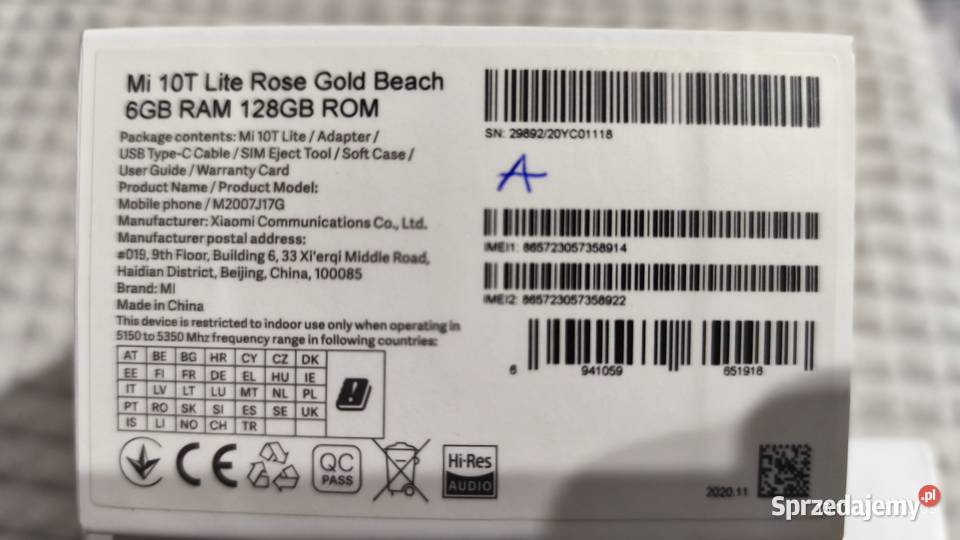 Mi 10T Lite Rose Gold Beach
6GB RAM 128GB ROM
Package contents: Mi 10T Lite / Adapter /
USB Type-C Cable / SIM Eject Tool / Soft Case /
User Guide / Warranty Card
Product Name / Product Model:
Mobile phone / M2007J17G
Manufacturer: Xiaomi Communications Co., Ltd.
Manufacturer postal address:
#019, 9th Floor, Building 6, 33 Xi'erqi Middle Road,
Haidian District, Beijing, China, 100085
Brand: MI
Made in China
This device is restricted to indoor use only when operating in
5150 to 5350 Mhz frequency range in following countries:
AT BE BG HR CY CZ DK
EE FI FR DE EL HU IE
IT LV LT LU MT NL PL
PT RO SK SI ES SE UK
IS LI NO CH TR
CE
QC
PASS
Hi-Res
AUDIO
SN: 29892/20YC01118
A
IMEI1: 865723057358914
IMEI2: 865723057358922
6 941059 651918
2020.11
Sprzedajemy.pl